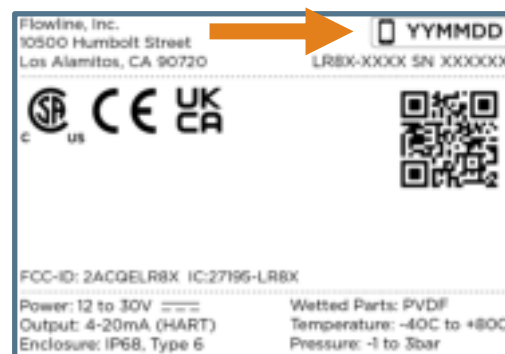 Flowline, Inc.
10500 Humbolt Street
Los Alamitos, CA 90720
YYMMDD
LR8X-XXXX SN XXXXXX
c SA us CE UK CA
FCC-ID: 2ACQELR8X IC:27195-LR8X
Power: 12 to 30V
Output: 4-20mA (HART)
Enclosure: IP68, Type 6
Wetted Parts: PVDF
Temperature: -40C to +80C
Pressure: -1 to 3bar